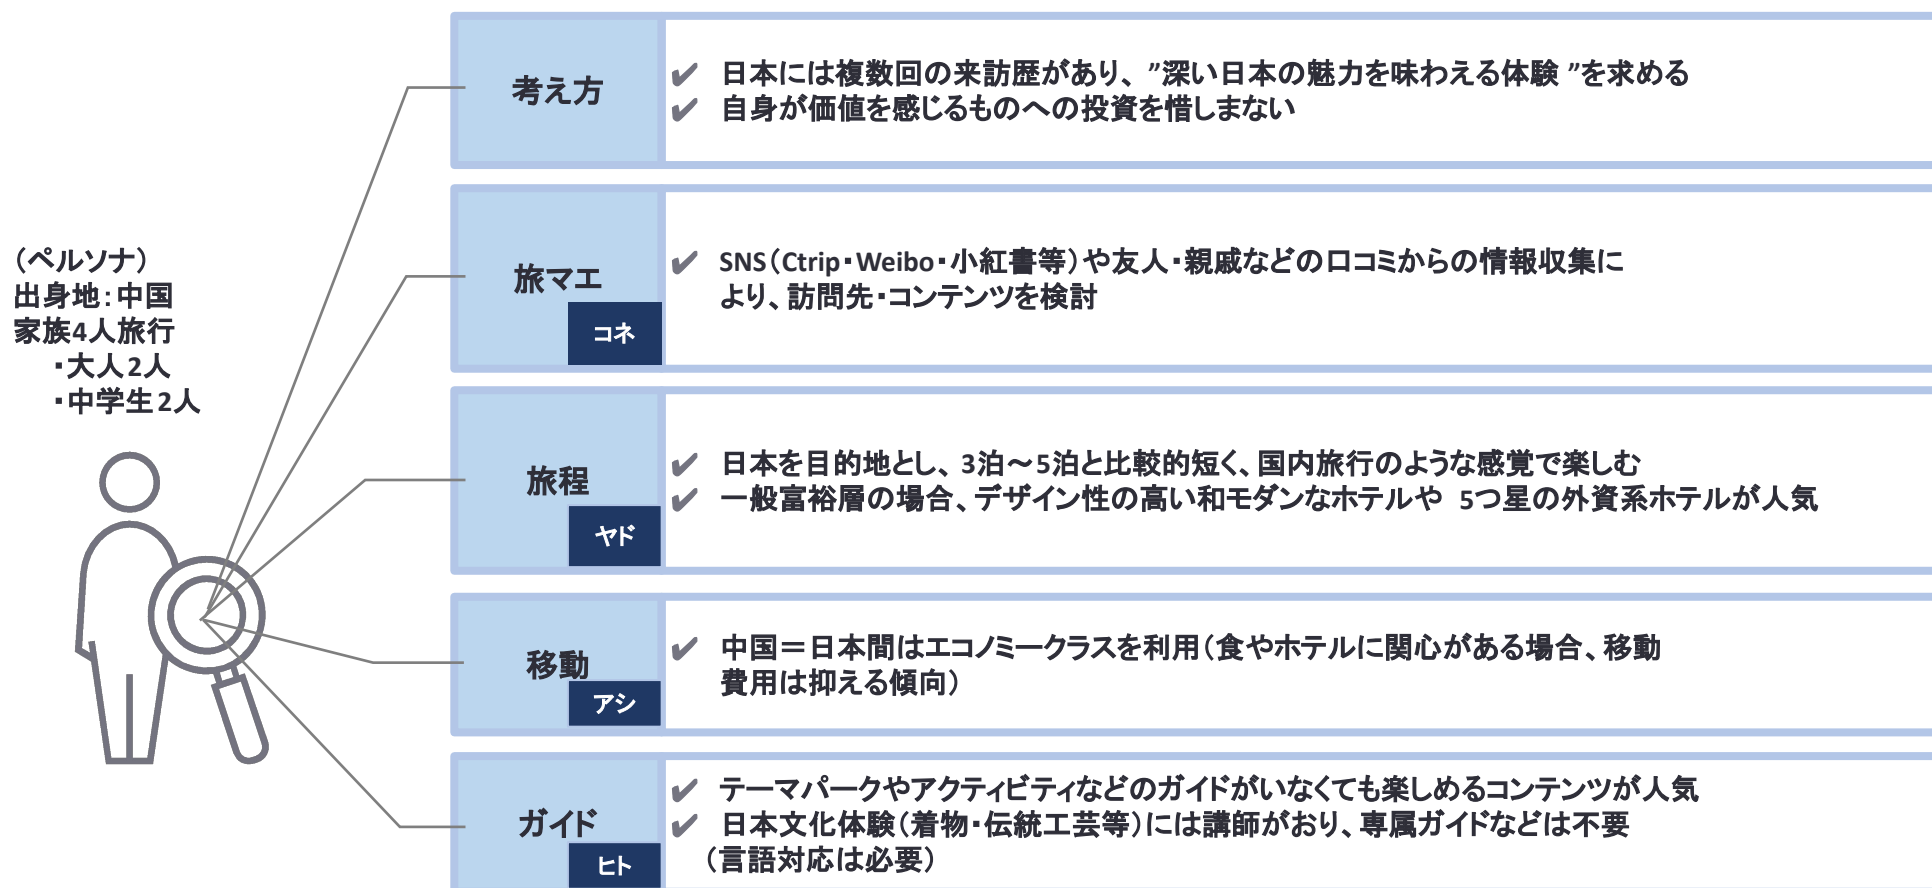 （ペルソナ）
出身地：中国
家族4人旅行
・大人2人
・中学生2人
考え方
✔ 日本には複数回の来訪歴があり、”深い日本の魅力を味わえる体験 ”を求める
✔ 自身が価値を感じるものへの投資を惜しまない
旅マエ
コネ
✔ SNS（Ctrip・Weibo・小紅書等）や友人・親戚などの口コミからの情報収集に
より、訪問先・コンテンツを検討
旅程
ヤド
✔ 日本を目的地とし、3泊～5泊と比較的短く、国内旅行のような感覚で楽しむ
✔ 一般富裕層の場合、デザイン性の高い和モダンなホテルや 5つ星の外資系ホテルが人気
移動
アシ
✔ 中国＝日本間はエコノミークラスを利用（食やホテルに関心がある場合、移動
費用は抑える傾向）
ガイド
ヒト
✔ テーマパークやアクティビティなどのガイドがいなくても楽しめるコンテンツが人気
✔ 日本文化体験（着物・伝統工芸等）には講師がおり、専属ガイドなどは不要
（言語対応は必要）